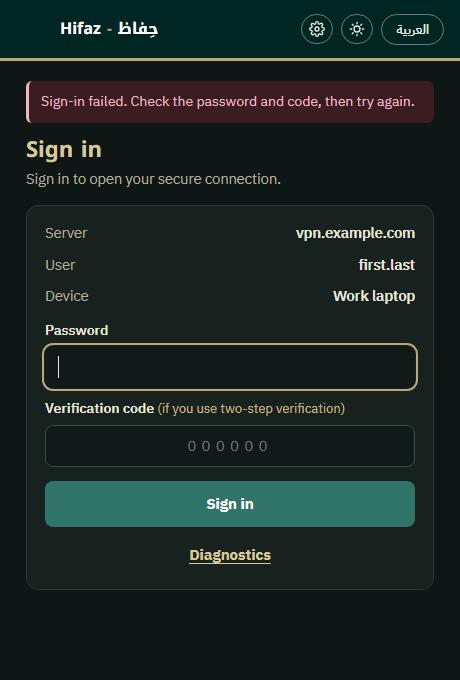 Hifaz - حِفاظ
العربية
Sign-in failed. Check the password and code, then try again.
Sign in
Sign in to open your secure connection.
Server vpn.example.com
User first.last
Device Work laptop
Password
Verification code (if you use two-step verification)
000000
Sign in
Diagnostics